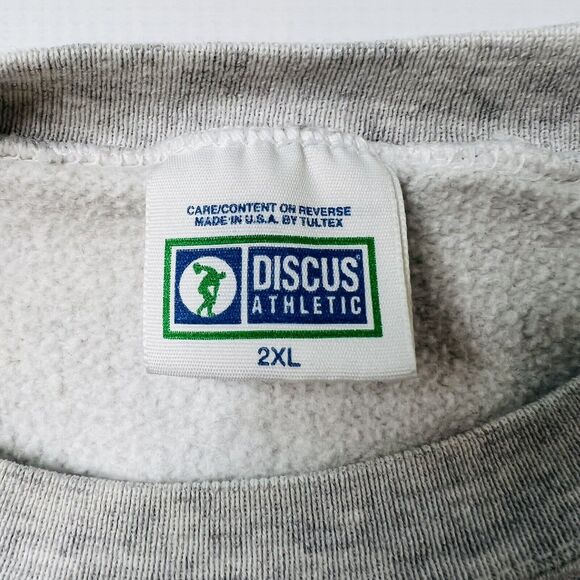 CARE/CONTENT ON REVERSE
MADE IN U.S.A. BY TULTEX
DISCUS®
ATHLETIC
2XL